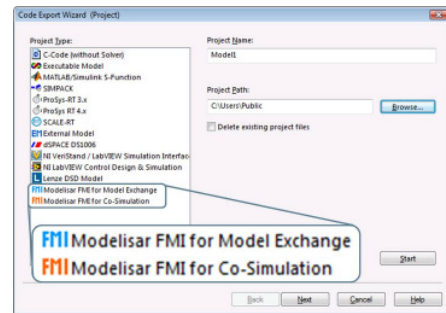 Code Export Wizard (Project)
Project Type:
C-Code (without Solver)
Executable Model
MATLAB/Simulink S-Function
SIMPACK
ProSys-RT 3.x
ProSys RT 4.x
SCALE-RT
External Model
dSPACE DS1006
NI VeriStand / LabVIEW Simulation Interfac
NI LabVIEW Control Design & Simulation
Lenze DSD Model
FMI Modelisar FMI for Model Exchange
FMI Modelisar FMI for Co-Simulation
Project Name:
Model1
Project Path:
C:\Users\Public
Browse...
Delete existing project files
FMI Modelisar FMI for Model Exchange
FMI Modelisar FMI for Co-Simulation
Start
Back Next Cancel Help